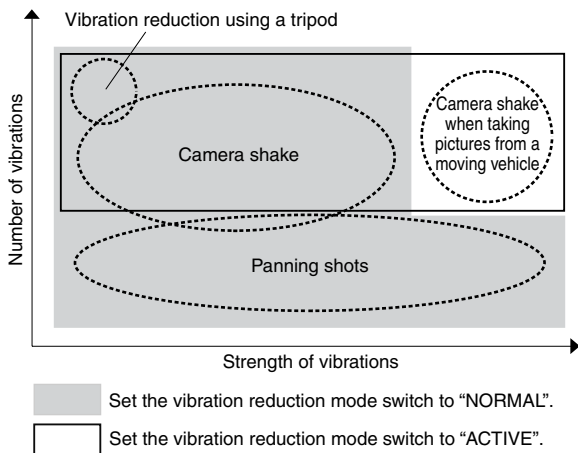 Vibration reduction using a tripod
Number of vibrations
Camera shake
Camera shake
when taking
pictures from a
moving vehicle
Panning shots
Strength of vibrations
Set the vibration reduction mode switch to “NORMAL”.
Set the vibration reduction mode switch to “ACTIVE”.